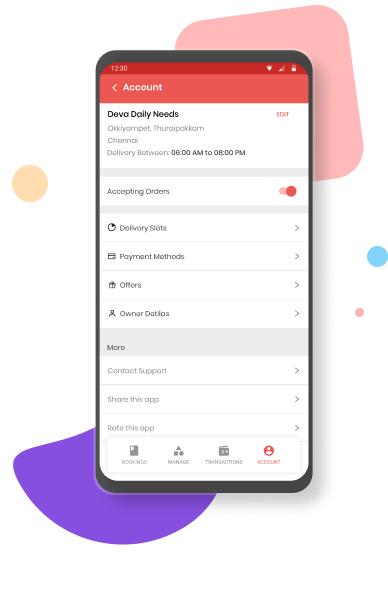 12:30
Account
Deva Daily Needs EDIT
Okkiyampet, Thuraipakkam
Chennai
Delivery Between: 06:00 AM to 08:00 PM
Accepting Orders
Delivery Slots
Payment Methods
Offers
Owner Detilas
More
Contact Support
Share this app
Rate this app
BOOKINGS MANAGE TRANSACTIONS ACCOUNT